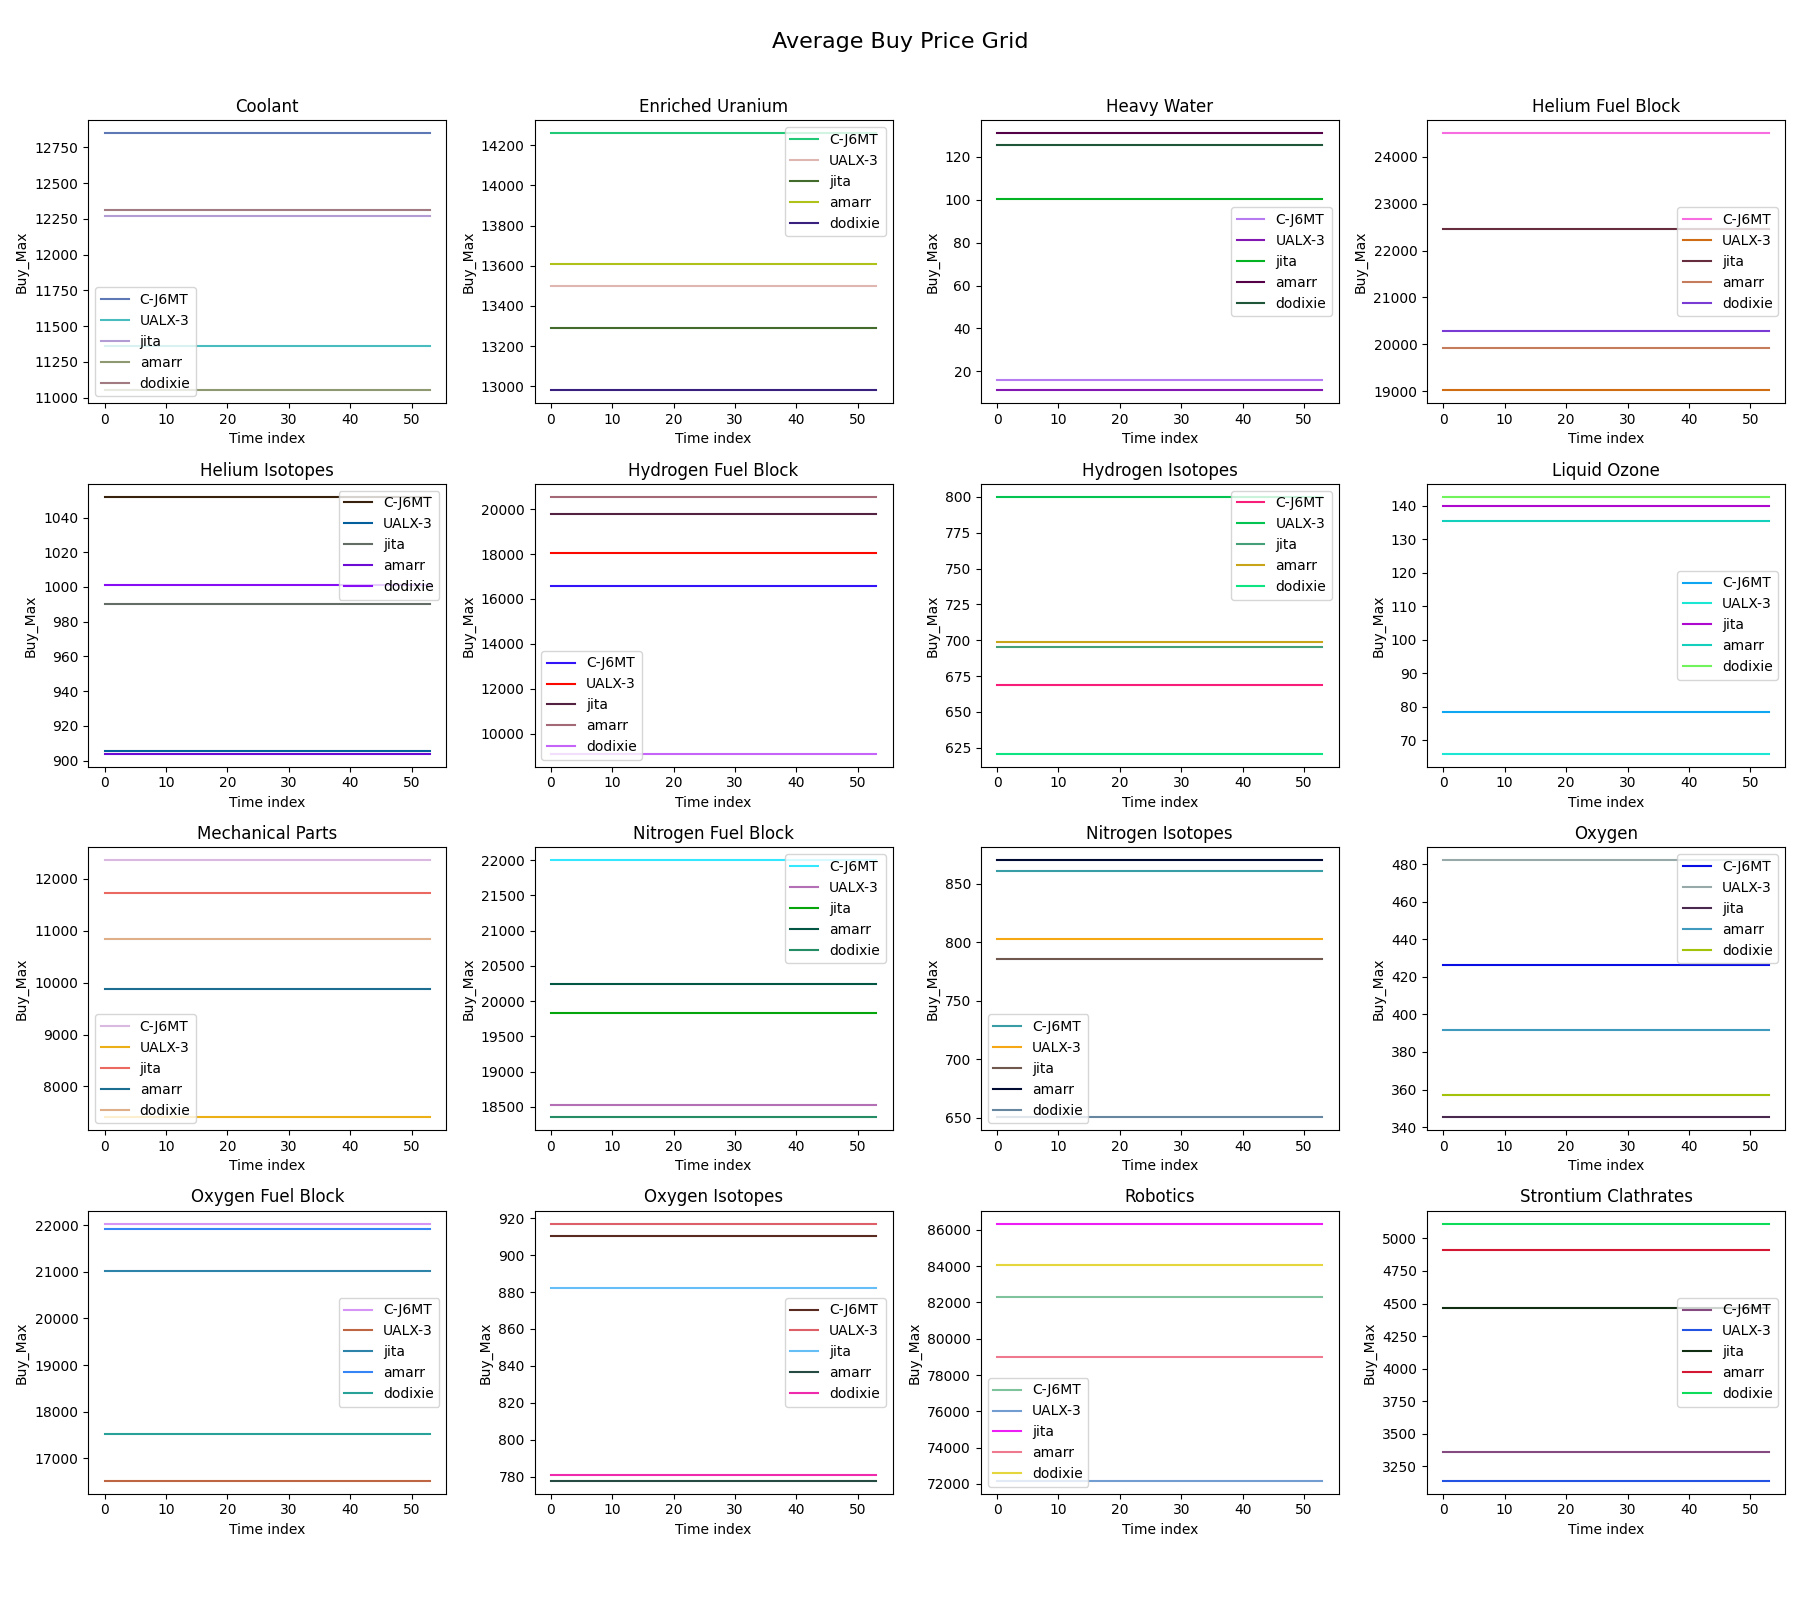 Average Buy Price Grid
Coolant
12750
12500
12250
12000
11750
11500
11250
11000
Buy_Max
C-J6MT
UALX-3
jita
amarr
dodixie
0 10 20 30 40 50
Time index
Enriched Uranium
14200
14000
13800
13600
13400
13200
13000
Buy_Max
C-J6MT
UALX-3
jita
amarr
dodixie
0 10 20 30 40 50
Time index
Heavy Water
120
100
80
60
40
20
Buy_Max
C-J6MT
UALX-3
jita
amarr
dodixie
0 10 20 30 40 50
Time index
Helium Fuel Block
24000
23000
22000
21000
20000
19000
Buy_Max
C-J6MT
UALX-3
jita
amarr
dodixie
0 10 20 30 40 50
Time index
Helium Isotopes
1040
1020
1000
980
960
940
920
900
Buy_Max
C-J6MT
UALX-3
jita
amarr
dodixie
0 10 20 30 40 50
Time index
Hydrogen Fuel Block
20000
18000
16000
14000
12000
10000
Buy_Max
C-J6MT
UALX-3
jita
amarr
dodixie
0 10 20 30 40 50
Time index
Hydrogen Isotopes
800
775
750
725
700
675
650
625
Buy_Max
C-J6MT
UALX-3
jita
amarr
dodixie
0 10 20 30 40 50
Time index
Liquid Ozone
140
130
120
110
100
90
80
70
Buy_Max
C-J6MT
UALX-3
jita
amarr
dodixie
0 10 20 30 40 50
Time index
Mechanical Parts
12000
11000
10000
9000
8000
Buy_Max
C-J6MT
UALX-3
jita
amarr
dodixie
0 10 20 30 40 50
Time index
Nitrogen Fuel Block
22000
21500
21000
20500
20000
19500
19000
18500
Buy_Max
C-J6MT
UALX-3
jita
amarr
dodixie
0 10 20 30 40 50
Time index
Nitrogen Isotopes
850
800
750
700
650
Buy_Max
C-J6MT
UALX-3
jita
amarr
dodixie
0 10 20 30 40 50
Time index
Oxygen
480
460
440
420
400
380
360
340
Buy_Max
C-J6MT
UALX-3
jita
amarr
dodixie
0 10 20 30 40 50
Time index
Oxygen Fuel Block
22000
21000
20000
19000
18000
17000
Buy_Max
C-J6MT
UALX-3
jita
amarr
dodixie
0 10 20 30 40 50
Time index
Oxygen Isotopes
920
900
880
860
840
820
800
780
Buy_Max
C-J6MT
UALX-3
jita
amarr
dodixie
0 10 20 30 40 50
Time index
Robotics
86000
84000
82000
80000
78000
76000
74000
72000
Buy_Max
C-J6MT
UALX-3
jita
amarr
dodixie
0 10 20 30 40 50
Time index
Strontium Clathrates
5000
4750
4500
4250
4000
3750
3500
3250
Buy_Max
C-J6MT
UALX-3
jita
amarr
dodixie
0 10 20 30 40 50
Time index